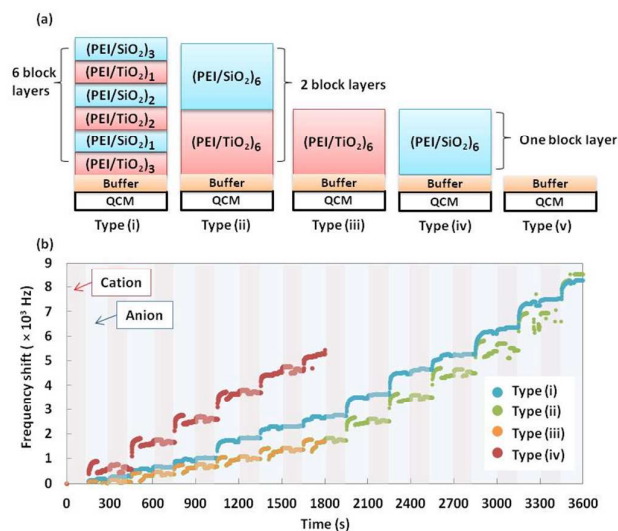 (a)
6 block layers
(PEI/SiO₂)₃
(PEI/TiO₂)₁
(PEI/SiO₂)₂
(PEI/TiO₂)₂
(PEI/SiO₂)₁
(PEI/TiO₂)₃
Buffer
QCM
Type (i)
(PEI/SiO₂)₆
(PEI/TiO₂)₆
Buffer
QCM
Type (ii)
2 block layers
(PEI/TiO₂)₆
Buffer
QCM
Type (iii)
(PEI/SiO₂)₆
Buffer
QCM
Type (iv)
One block layer
Buffer
QCM
Type (v)
(b)
Frequency shift (× 10³ Hz)
9
8
7
6
5
4
3
2
1
0
Cation
Anion
Type (i)
Type (ii)
Type (iii)
Type (iv)
0 300 600 900 1200 1500 1800 2100 2400 2700 3000 3300 3600
Time (s)